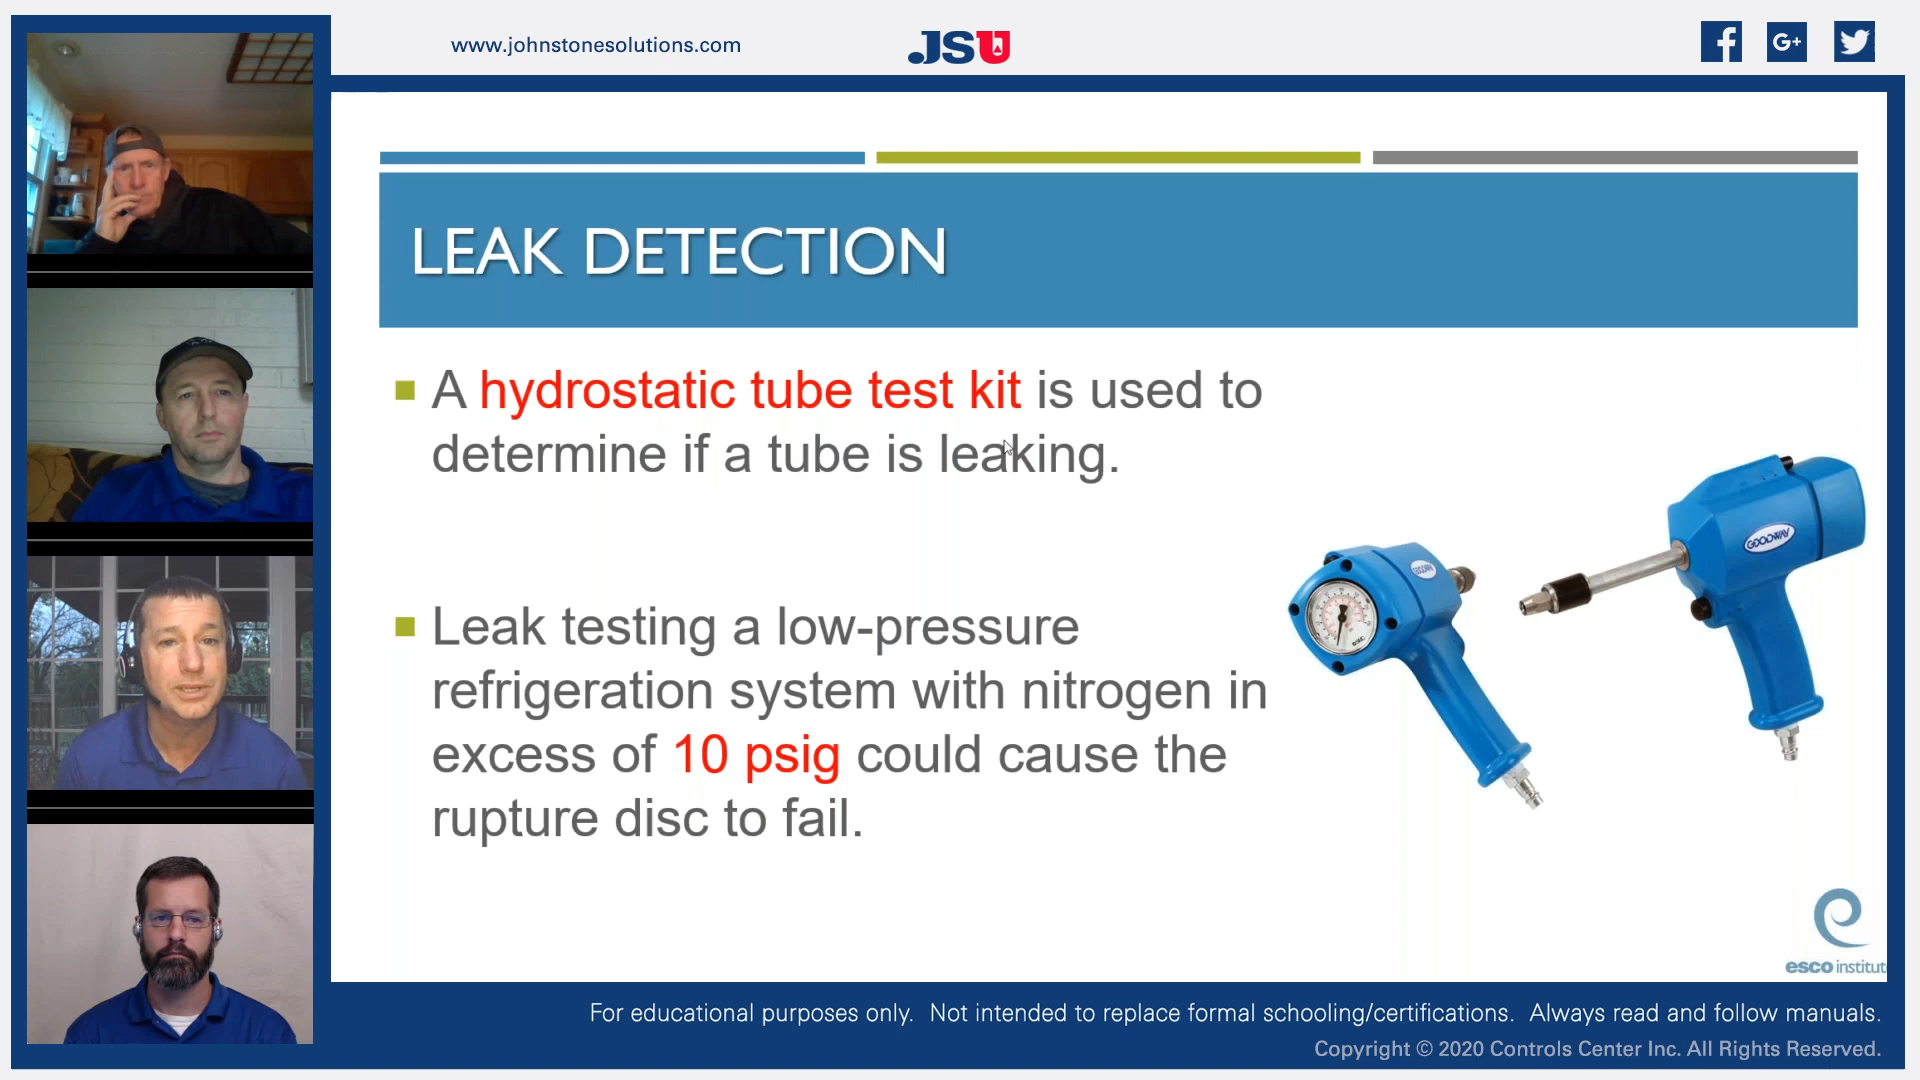 www.johnstonesolutions.com
JSU
G+
LEAK DETECTION
A hydrostatic tube test kit is used to
determine if a tube is leaking.
Leak testing a low-pressure
refrigeration system with nitrogen in
excess of 10 psig could cause the
rupture disc to fail.
GOODWAY
GOODWAY
esco institut
For educational purposes only. Not intended to replace formal schooling/certifications. Always read and follow manuals.
Copyright © 2020 Controls Center Inc. All Rights Reserved.